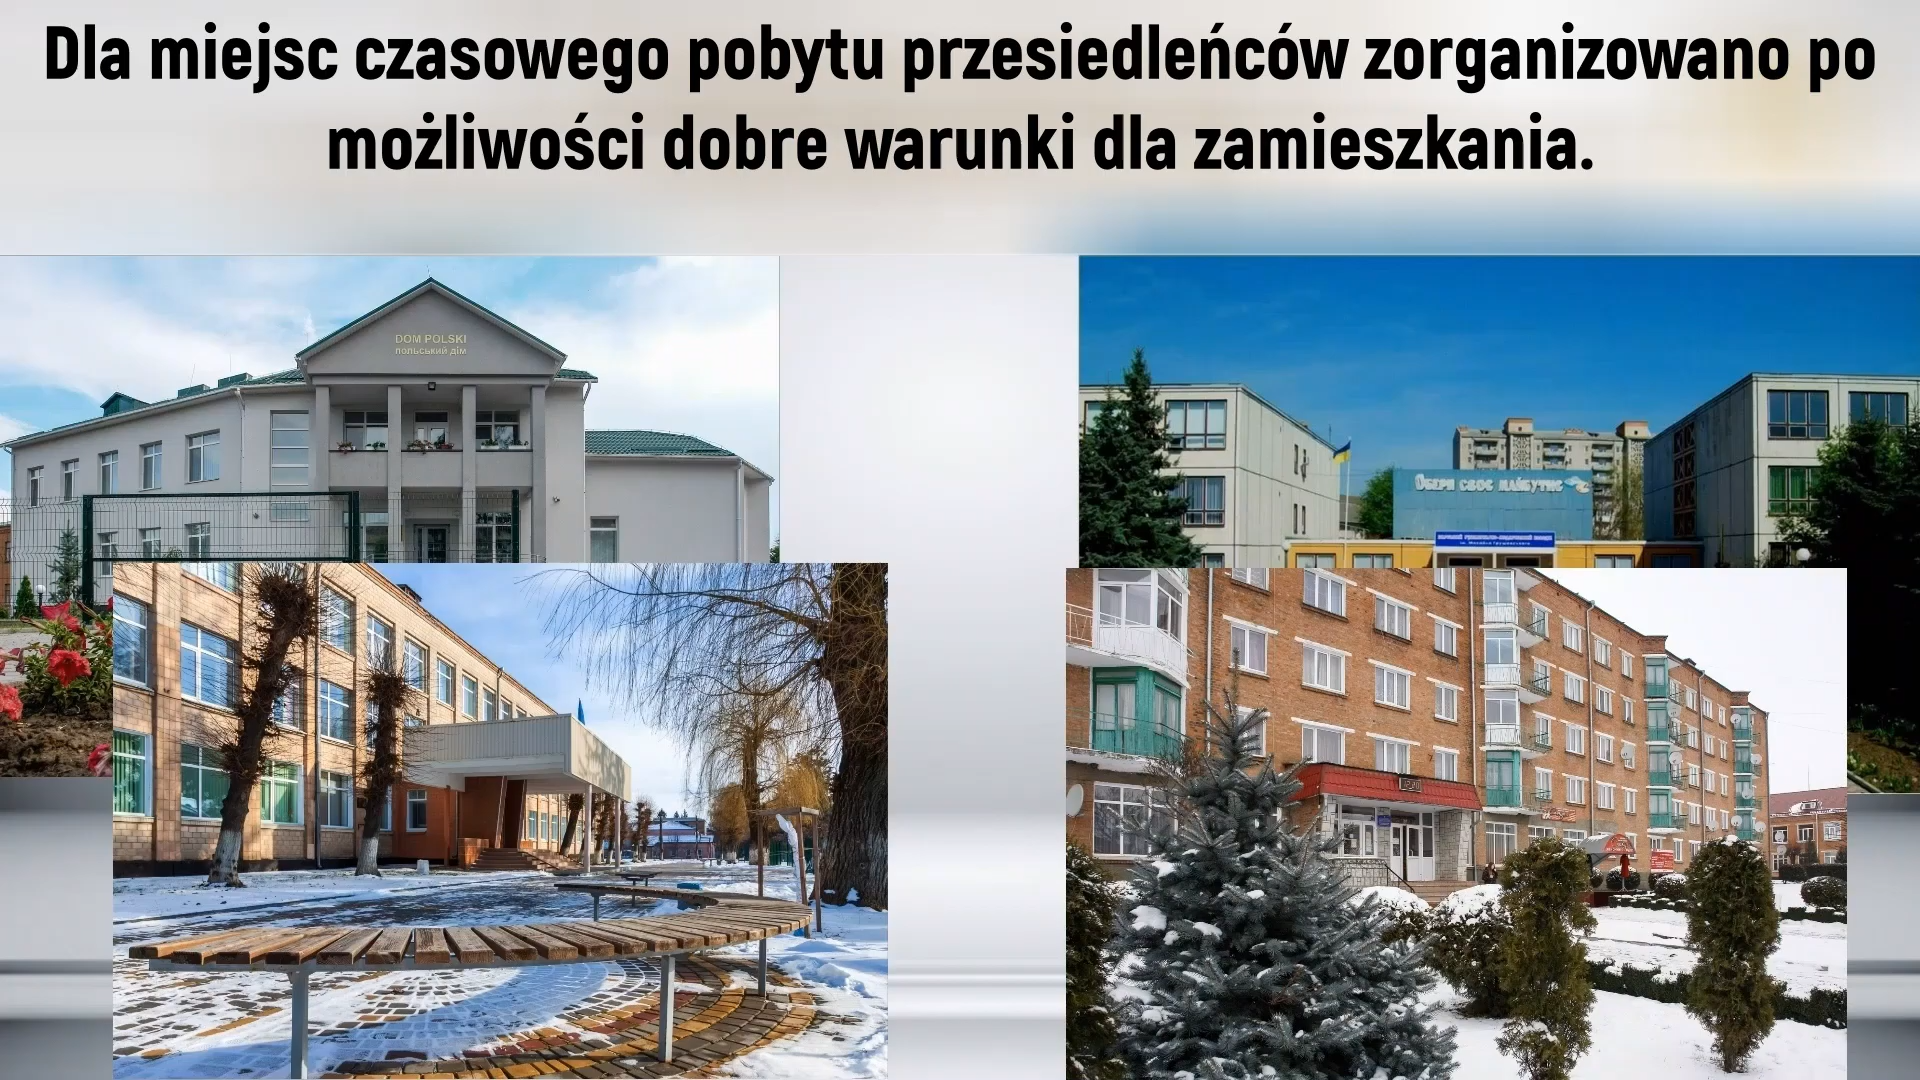 Dla miejsc czasowego pobytu przesiedleńców zorganizowano po
możliwości dobre warunki dla zamieszkania.
DOM POLSKI
ПОЛЬСЬКИЙ ДІМ
Обери своє майбутнє